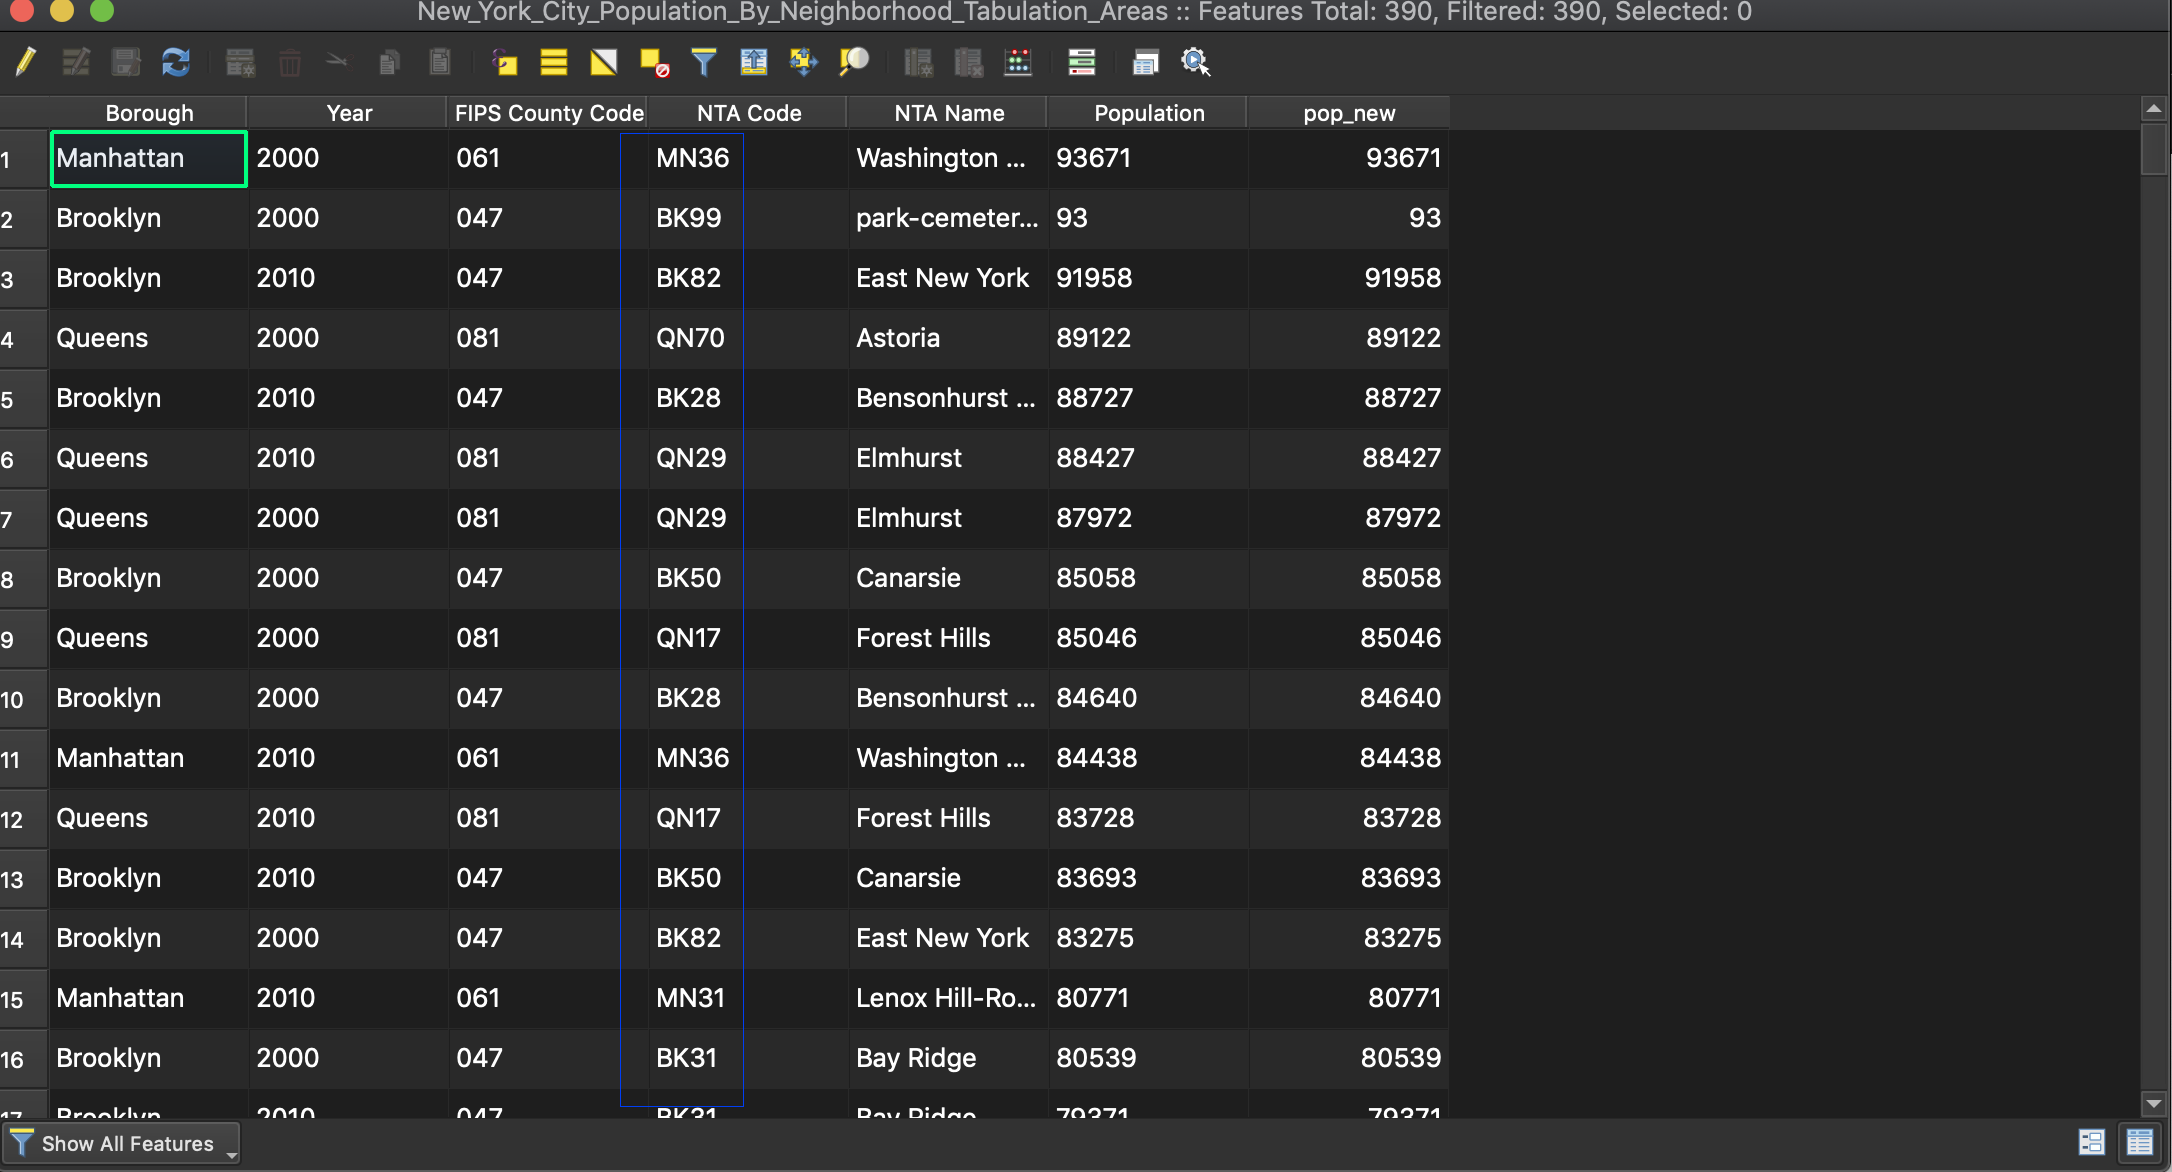 New_York_City_Population_By_Neighborhood_Tabulation_Areas :: Features Total: 390, Filtered: 390, Selected: 0
Borough Year FIPS County Code NTA Code NTA Name Population pop_new
1 Manhattan 2000 061 MN36 Washington ... 93671 93671
2 Brooklyn 2000 047 BK99 park-cemeter... 93 93
3 Brooklyn 2010 047 BK82 East New York 91958 91958
4 Queens 2000 081 QN70 Astoria 89122 89122
5 Brooklyn 2010 047 BK28 Bensonhurst ... 88727 88727
6 Queens 2010 081 QN29 Elmhurst 88427 88427
7 Queens 2000 081 QN29 Elmhurst 87972 87972
8 Brooklyn 2000 047 BK50 Canarsie 85058 85058
9 Queens 2000 081 QN17 Forest Hills 85046 85046
10 Brooklyn 2000 047 BK28 Bensonhurst ... 84640 84640
11 Manhattan 2010 061 MN36 Washington ... 84438 84438
12 Queens 2010 081 QN17 Forest Hills 83728 83728
13 Brooklyn 2010 047 BK50 Canarsie 83693 83693
14 Brooklyn 2000 047 BK82 East New York 83275 83275
15 Manhattan 2010 061 MN31 Lenox Hill-Ro... 80771 80771
16 Brooklyn 2000 047 BK31 Bay Ridge 80539 80539
17 Brooklyn 2010 047 BK31 Bay Ridge 79371 79371
Show All Features